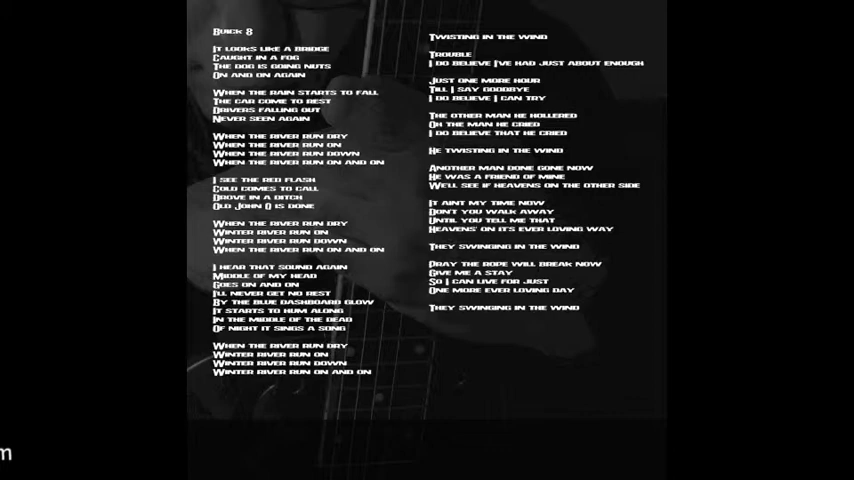 Buick 8
It looks like a bridge
Caught in a fog
The dog is going nuts
On and on again
When the rain starts to fall
The car come to rest
Drivers falling out
Never seen again
When the river run dry
When the river run on
When the river run down
When the river run on and on
I see the red flash
Cold comes to call
Drove in a ditch
Old John Q is done
When the river run dry
Winter river run on
Winter river run down
When the river run on and on
I hear that sound again
Middle of my head
Goes on and on
I'll never get no rest
By the blue dashboard glow
It starts to hum along
In the middle of the dead
Of night it sings a song
When the river run dry
Winter river run on
Winter river run down
Winter river run on and on
Twisting in the wind
Trouble
I do believe I've had just about enough
Just one more hour
Till I say goodbye
I do believe I can try
The other man he hollered
Oh the man he cried
I do believe that he cried
He twisting in the wind
Another man done gone now
He was a friend of mine
We'll see if heavens on the other side
It aint my time now
Don't you walk away
Until you tell me that
Heavens' on it's ever loving way
They swinging in the wind
Pray the rope will break now
Give me a stay
So I can live for just
One more ever loving day
They swinging in the wind
m